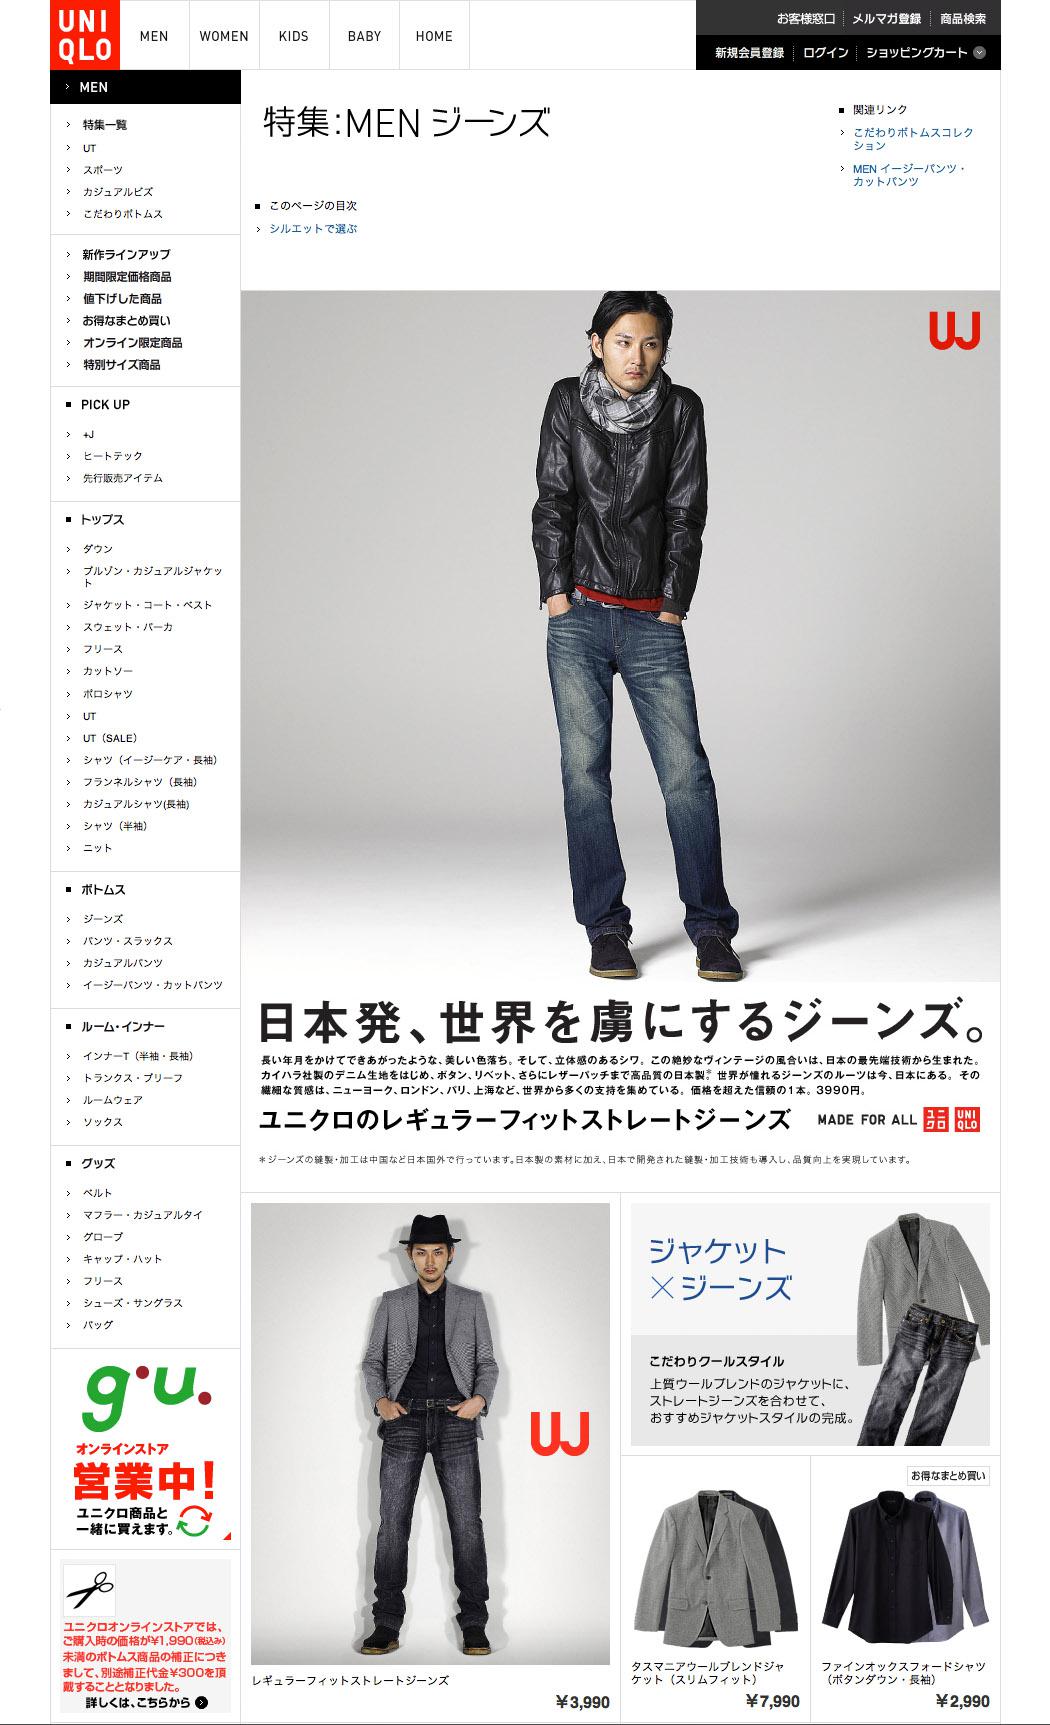 UNI
QLO
MEN
WOMEN
KIDS
BABY
HOME
お客様窓口
メルマガ登録
商品検索
新規会員登録
ログイン
ショッピングカート
MEN
特集一覧
UT
スポーツ
カジュアルビズ
こだわりボトムス
新作ラインアップ
期間限定価格商品
値下げした商品
お得なまとめ買い
オンライン限定商品
特別サイズ商品
PICK UP
+J
ヒートテック
先行販売アイテム
トップス
ダウン
ブルゾン・カジュアルジャケッ
ト
ジャケット・コート・ベスト
スウェット・パーカ
フリース
カットソー
ポロシャツ
UT
UT（SALE）
シャツ（イージーケア・長袖）
フランネルシャツ（長袖）
カジュアルシャツ(長袖)
シャツ（半袖）
ニット
ボトムス
ジーンズ
パンツ・スラックス
カジュアルパンツ
イージーパンツ・カットパンツ
ルーム・インナー
インナーT（半袖・長袖）
トランクス・ブリーフ
ルームウェア
ソックス
グッズ
ベルト
マフラー・カジュアルタイ
グローブ
キャップ・ハット
フリース
シューズ・サングラス
バッグ
g.u.
オンラインストア
営業中!
ユニクロ商品と
一緒に買えます。
ユニクロオンラインストアでは、
ご購入時の価格が¥1,990(税込み)
未満のボトムス商品の補正につき
まして、別途補正代金¥300を頂
戴することとなりました。
詳しくは、こちらから
特集:MEN ジーンズ
関連リンク
こだわりボトムスコレク
ション
MEN イージーパンツ・
カットパンツ
このページの目次
シルエットで選ぶ
UJ
日本発、世界を虜にするジーンズ。
長い年月をかけてできあがったような、美しい色落ち。そして、立体感のあるシワ。この絶妙なヴィンテージの風合いは、日本の最先端技術から生まれた。
カイハラ社製のデニム生地をはじめ、ボタン、リベット、さらにレザーパッチまで高品質の日本製*。世界が憧れるジーンズのルーツは今、日本にある。その
繊細な質感は、ニューヨーク、ロンドン、パリ、上海など、世界から多くの支持を集めている。価格を超えた信頼の1本。3990円。
ユニクロのレギュラーフィットストレートジーンズ
MADE FOR ALL
ユニ
クロ
UNI
QLO
＊ジーンズの縫製・加工は中国など日本国外で行っています。日本製の素材に加え、日本で開発された縫製・加工技術も導入し、品質向上を実現しています。
UJ
レギュラーフィットストレートジーンズ
¥3,990
ジャケット
×ジーンズ
こだわりクールスタイル
上質ウールブレンドのジャケットに、
ストレートジーンズを合わせて、
おすすめジャケットスタイルの完成。
タスマニアウールブレンドジャ
ケット（スリムフィット）
¥7,990
お得なまとめ買い
ファインオックスフォードシャツ
（ボタンダウン・長袖）
¥2,990